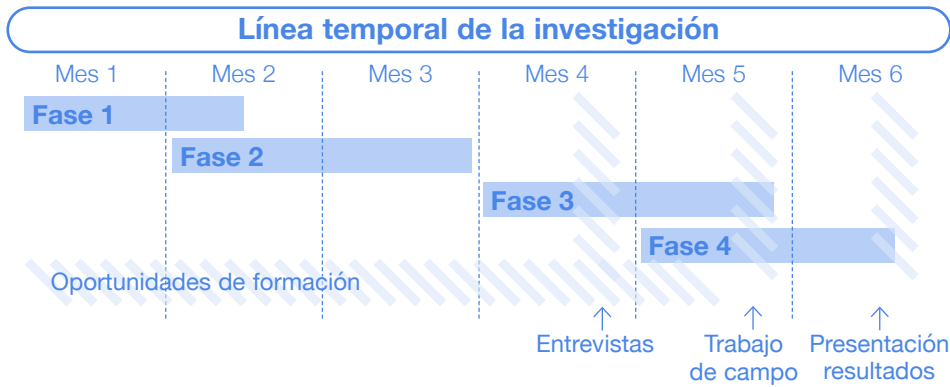 Línea temporal de la investigación
Mes 1 Mes 2 Mes 3 Mes 4 Mes 5 Mes 6
Fase 1
Fase 2
Fase 3
Fase 4
Oportunidades de formación
Entrevistas Trabajo Presentación
de campo resultados